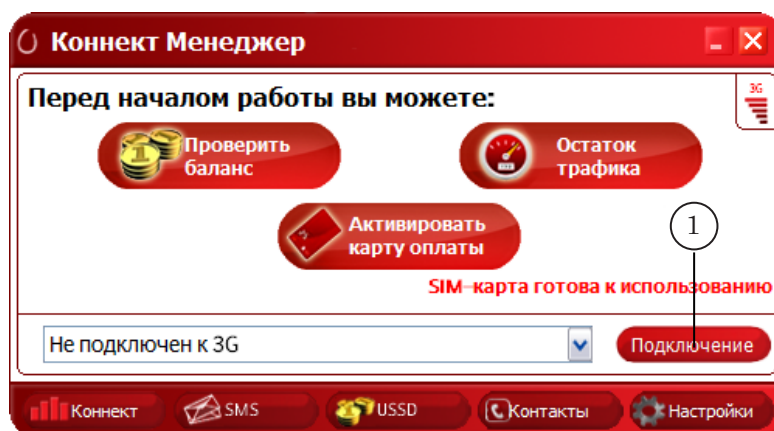 Коннект Менеджер
Перед началом работы вы можете:
3G
Проверить
баланс
Остаток
трафика
Активировать
карту оплаты
1
SIM-карта готова к использованию
Не подключен к 3G
Подключение
Коннект
SMS
USSD
Контакты
Настройки